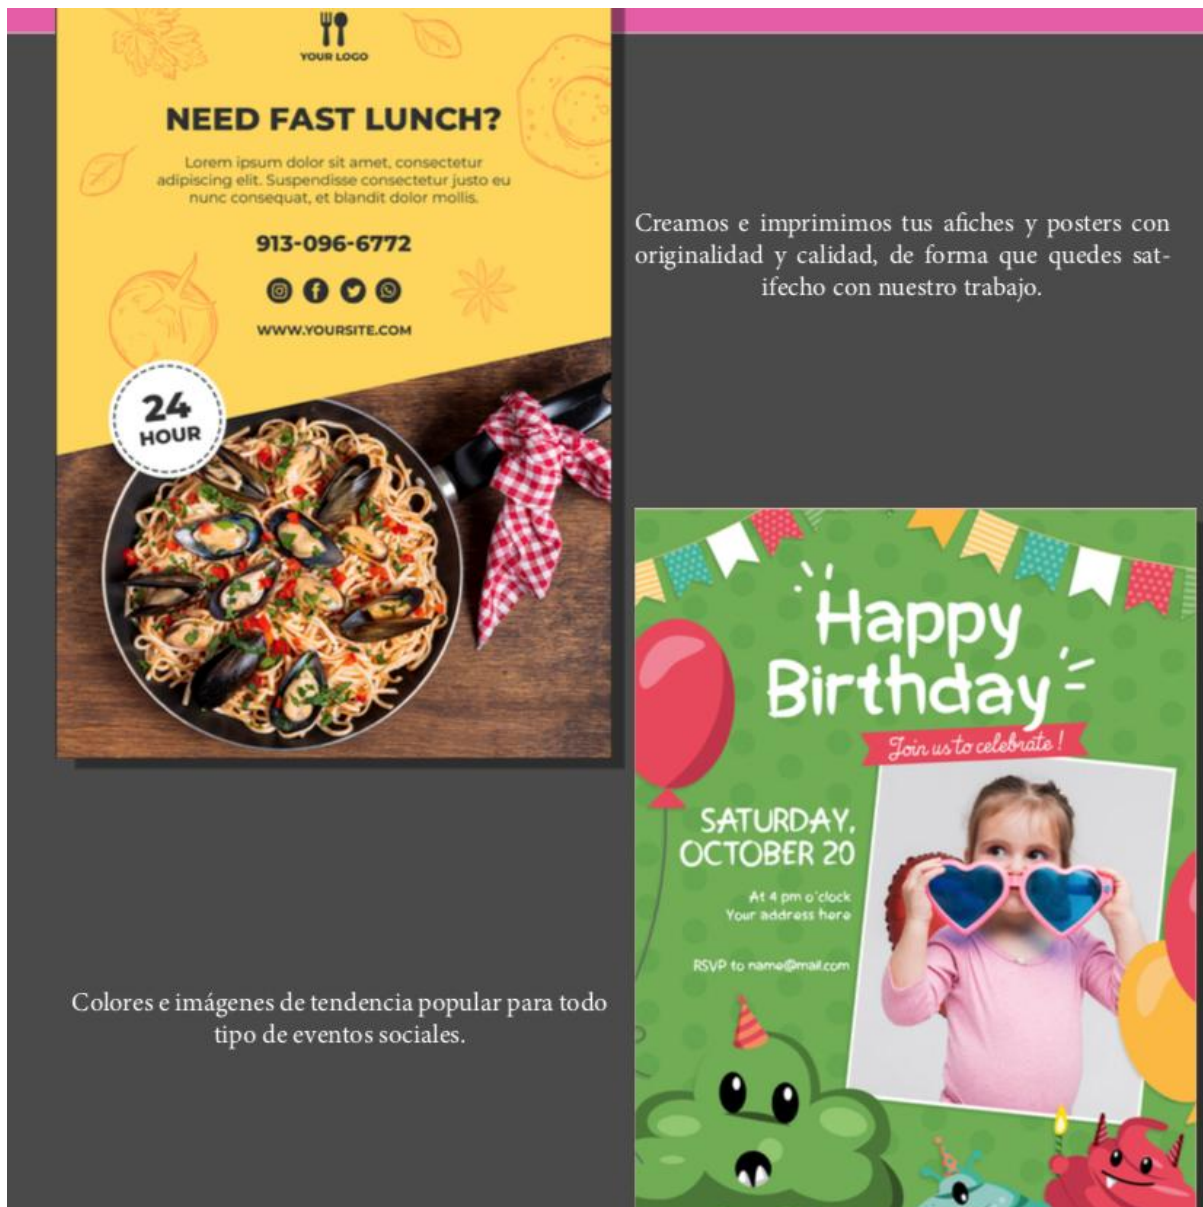 YOUR LOGO
NEED FAST LUNCH?
Lorem ipsum dolor sit amet, consectetur
adipiscing elit. Suspendisse consectetur justo eu
nunc consequat, et blandit dolor mollis.
913-096-6772
WWW.YOURSITE.COM
24
HOUR
Creamos e imprimimos tus afiches y posters con
originalidad y calidad, de forma que quedes sat-
ifecho con nuestro trabajo.
Happy
Birthday
Join us to celebrate !
SATURDAY,
OCTOBER 20
At 4 pm o'clock
Your address here
RSVP to name@mail.com
Colores e imágenes de tendencia popular para todo
tipo de eventos sociales.